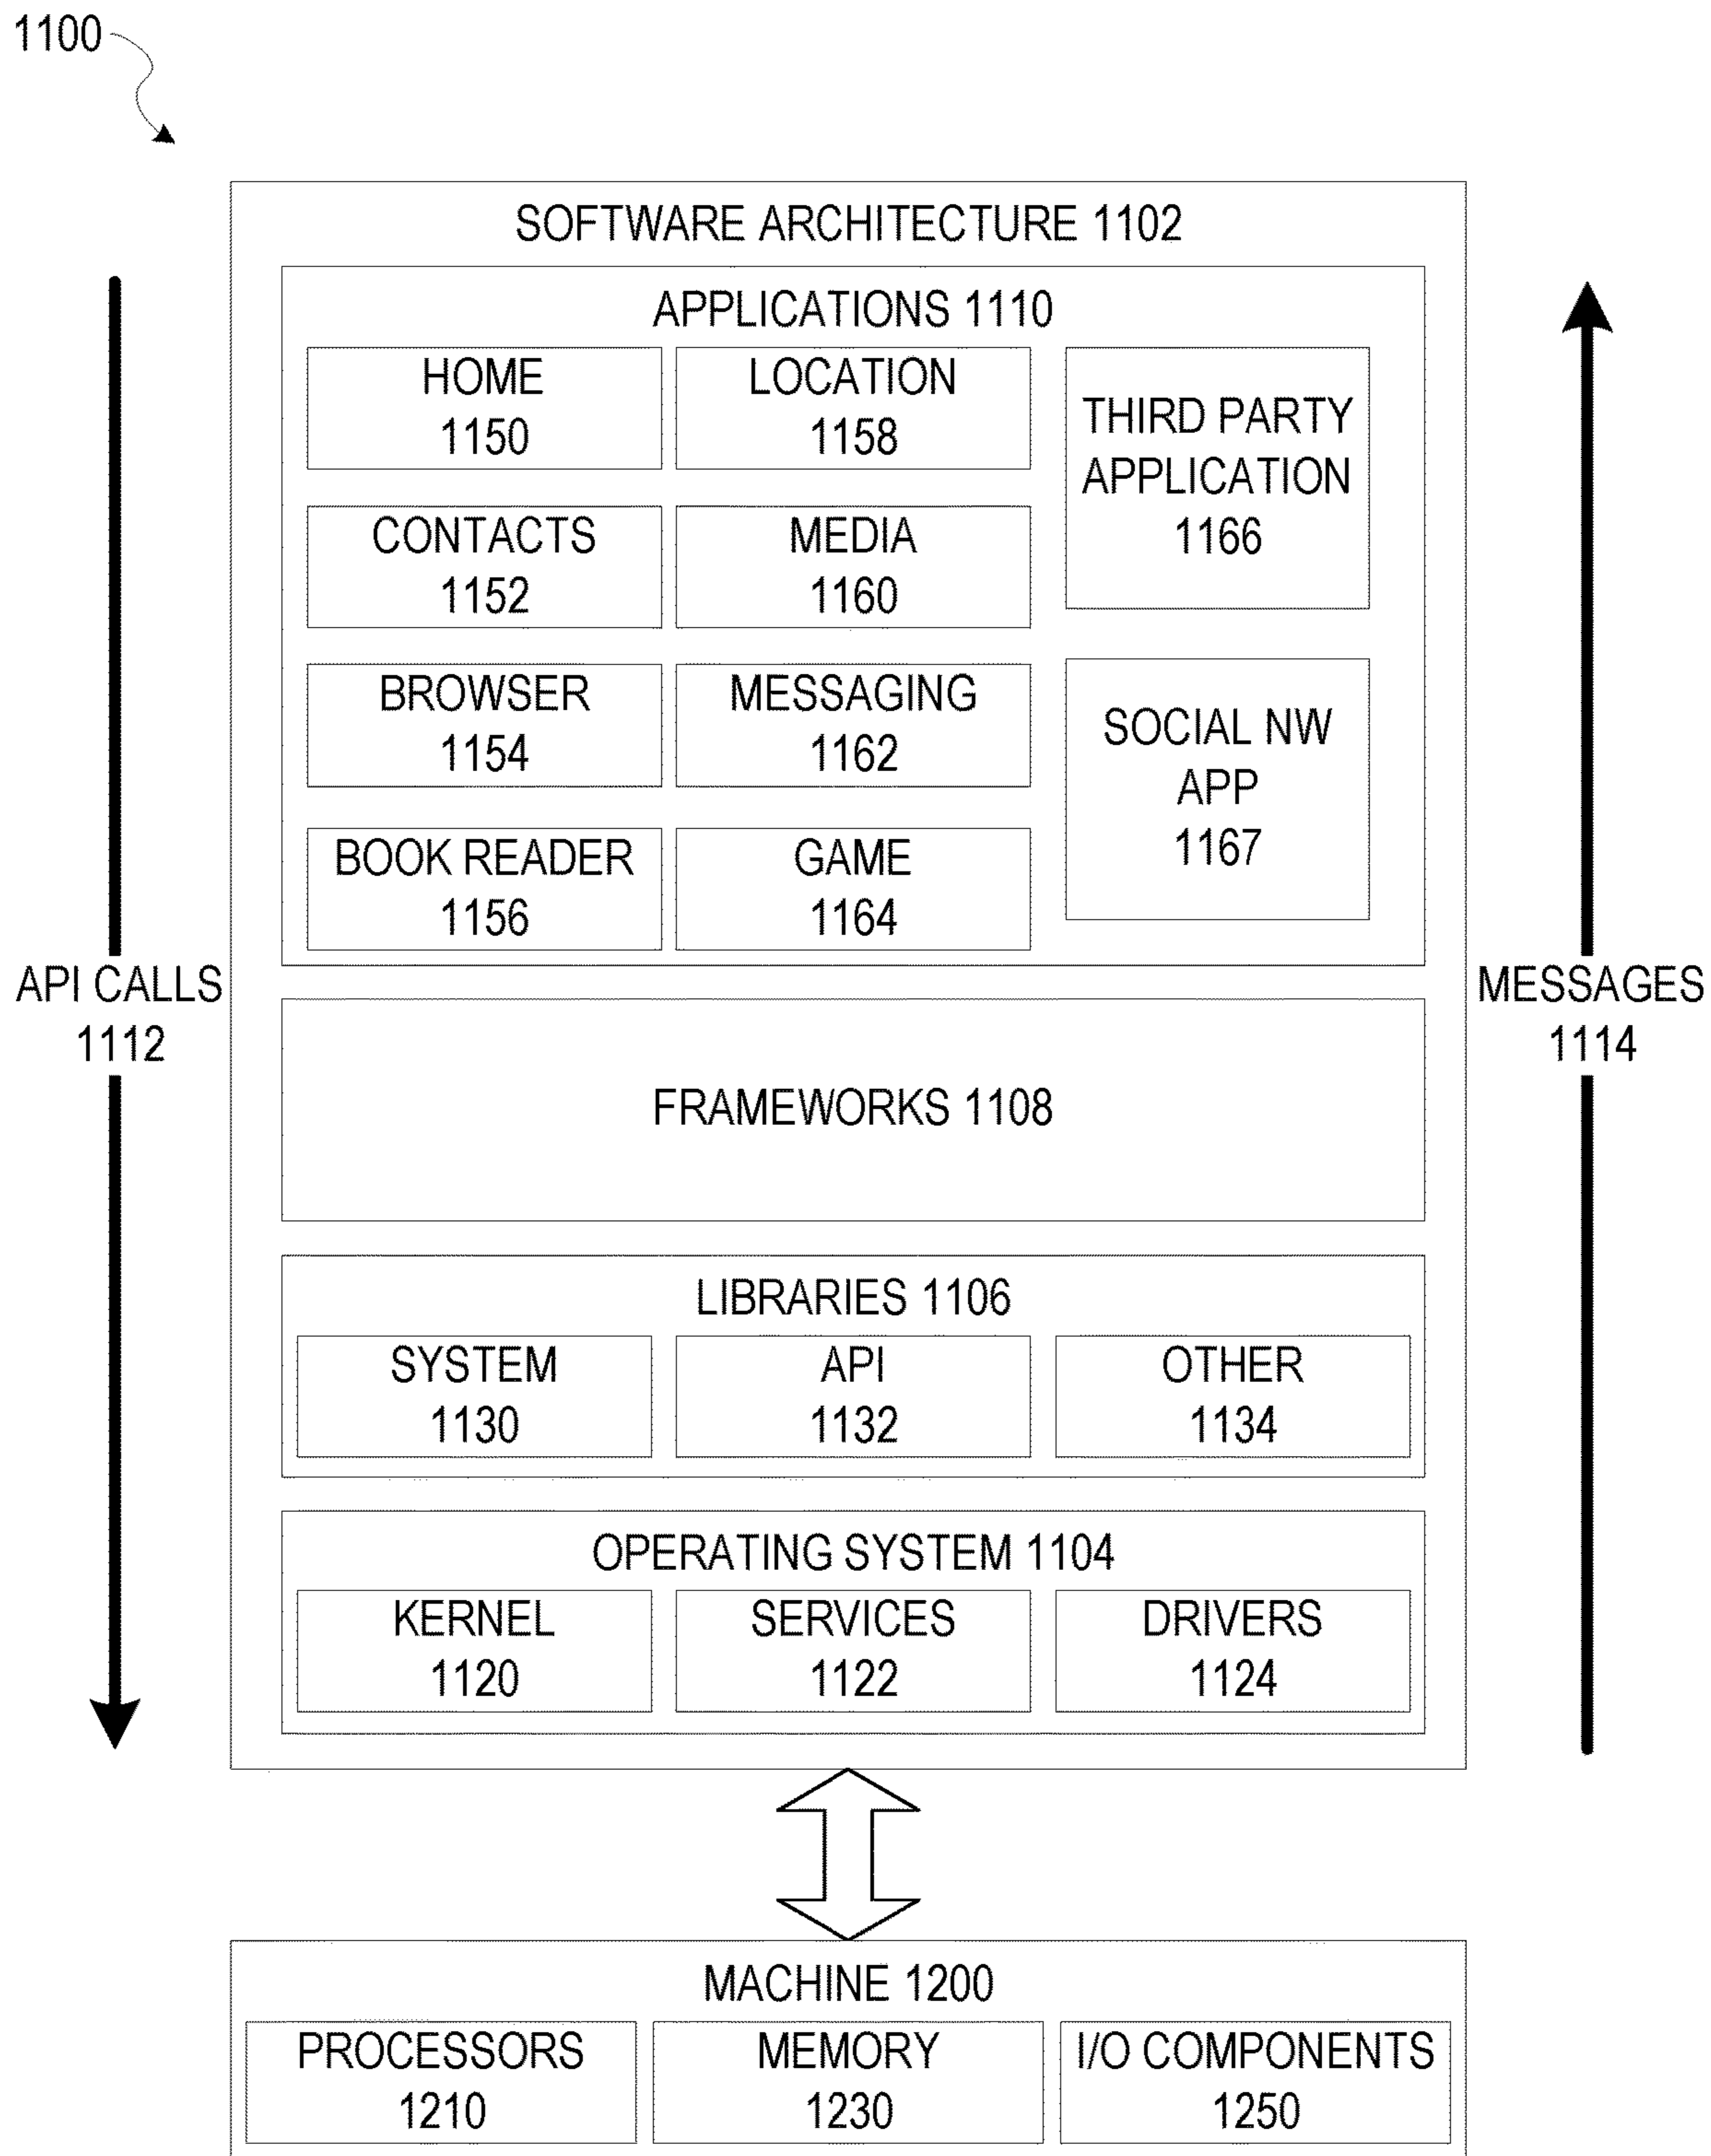 1100
SOFTWARE ARCHITECTURE 1102
APPLICATIONS 1110
HOME
1150
LOCATION
1158
THIRD PARTY
APPLICATION
1166
CONTACTS
1152
MEDIA
1160
BROWSER
1154
MESSAGING
1162
SOCIAL NW
APP
1167
BOOK READER
1156
GAME
1164
API CALLS
1112
MESSAGES
1114
FRAMEWORKS 1108
LIBRARIES 1106
SYSTEM
1130
API
1132
OTHER
1134
OPERATING SYSTEM 1104
KERNEL
1120
SERVICES
1122
DRIVERS
1124
MACHINE 1200
PROCESSORS
1210
MEMORY
1230
I/O COMPONENTS
1250